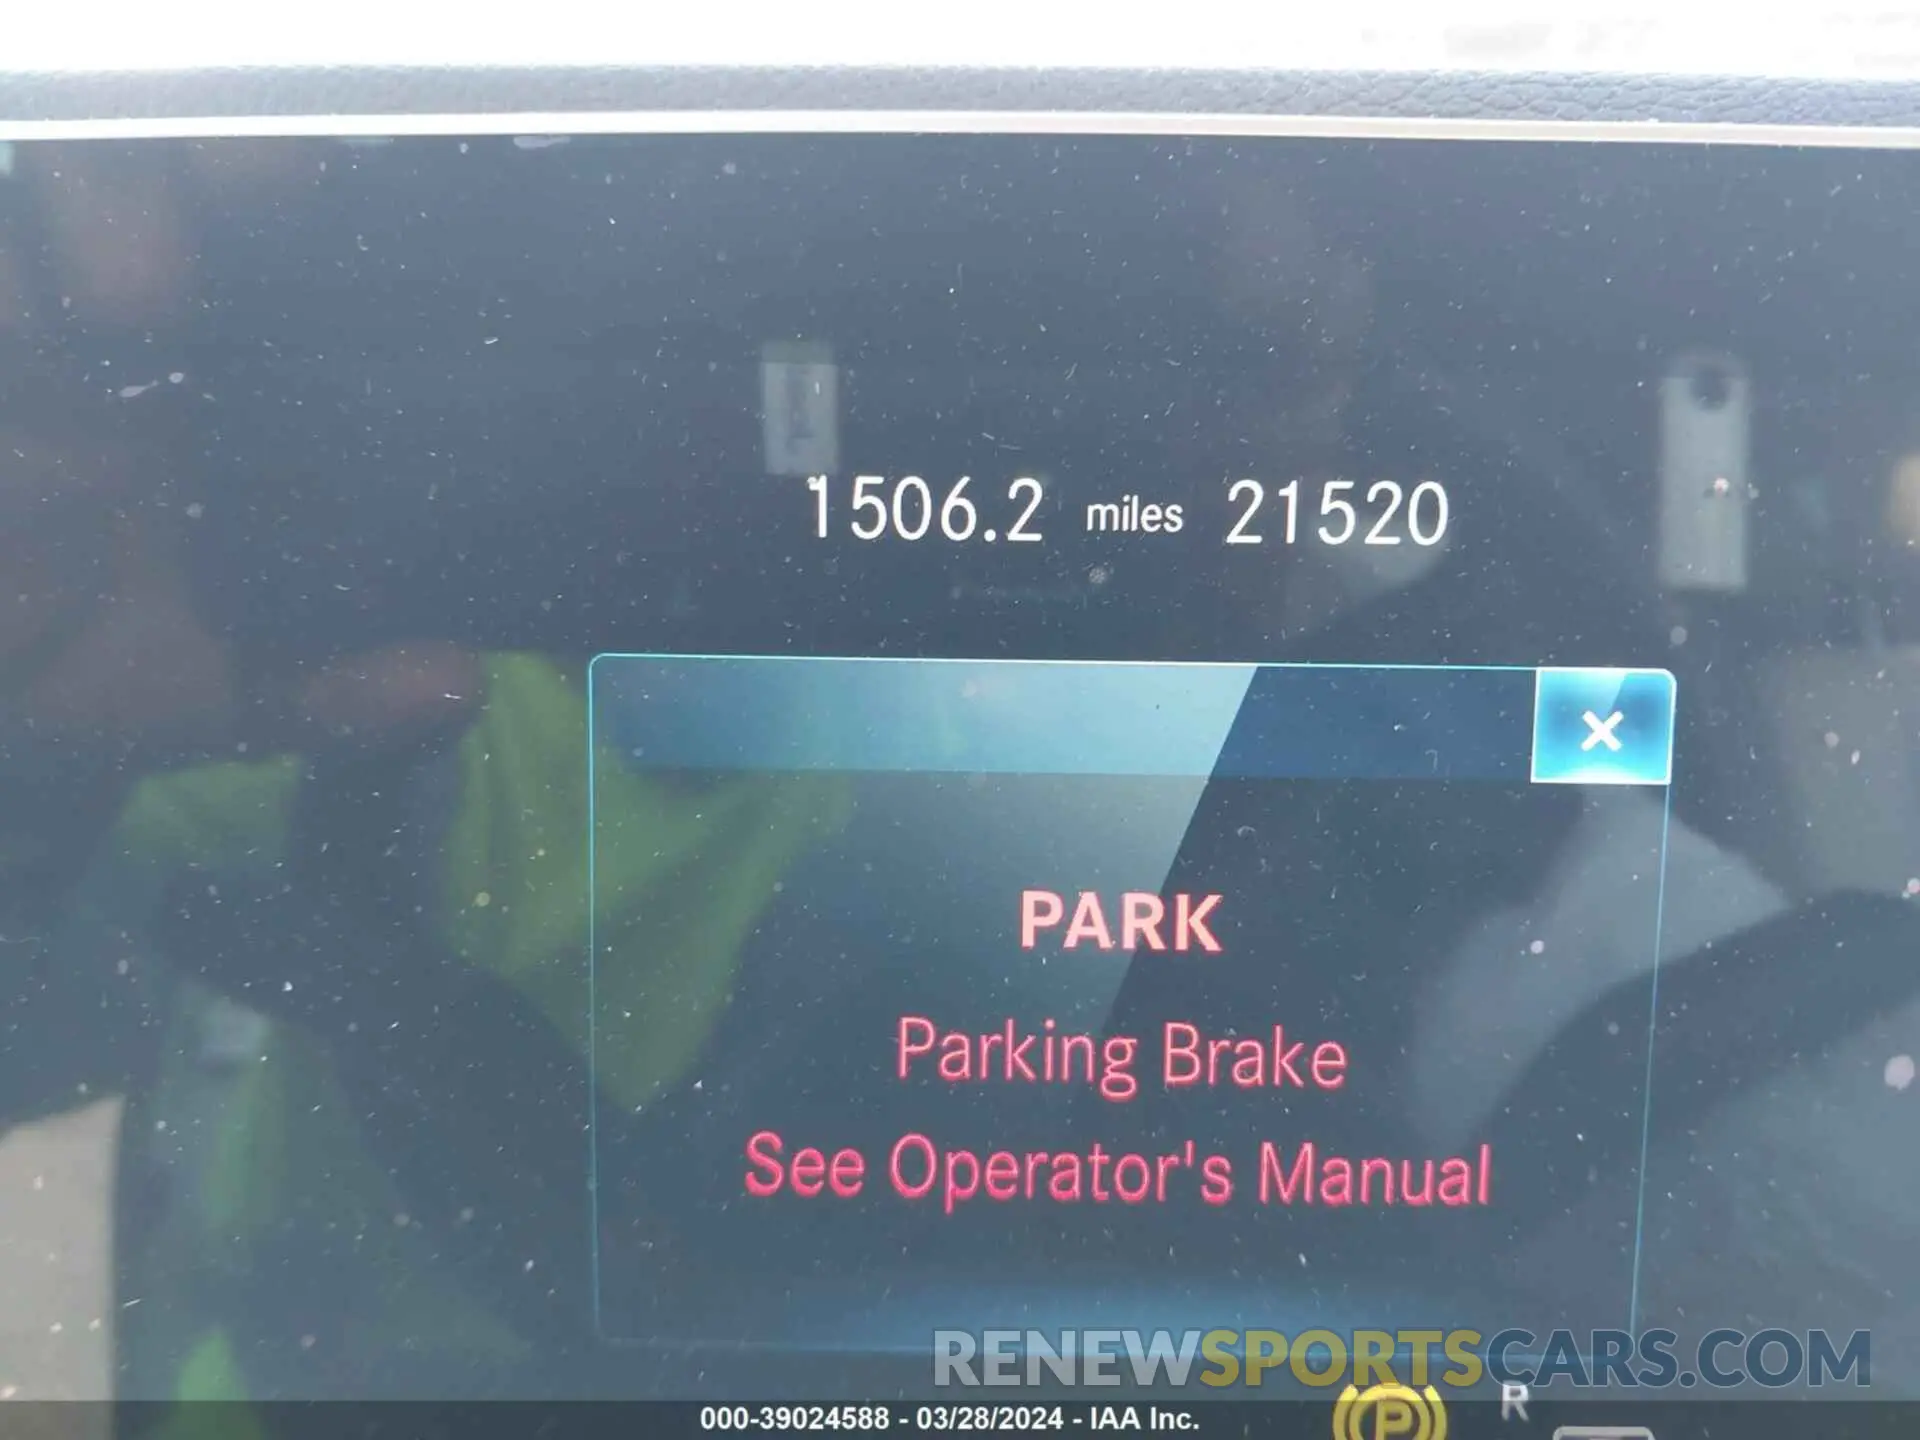 1506.2 miles 21520
PARK
Parking Brake
See Operator's Manual
RENEWSPORTSCARS.COM
P R
000-39024588 - 03/28/2024 - IAA Inc.